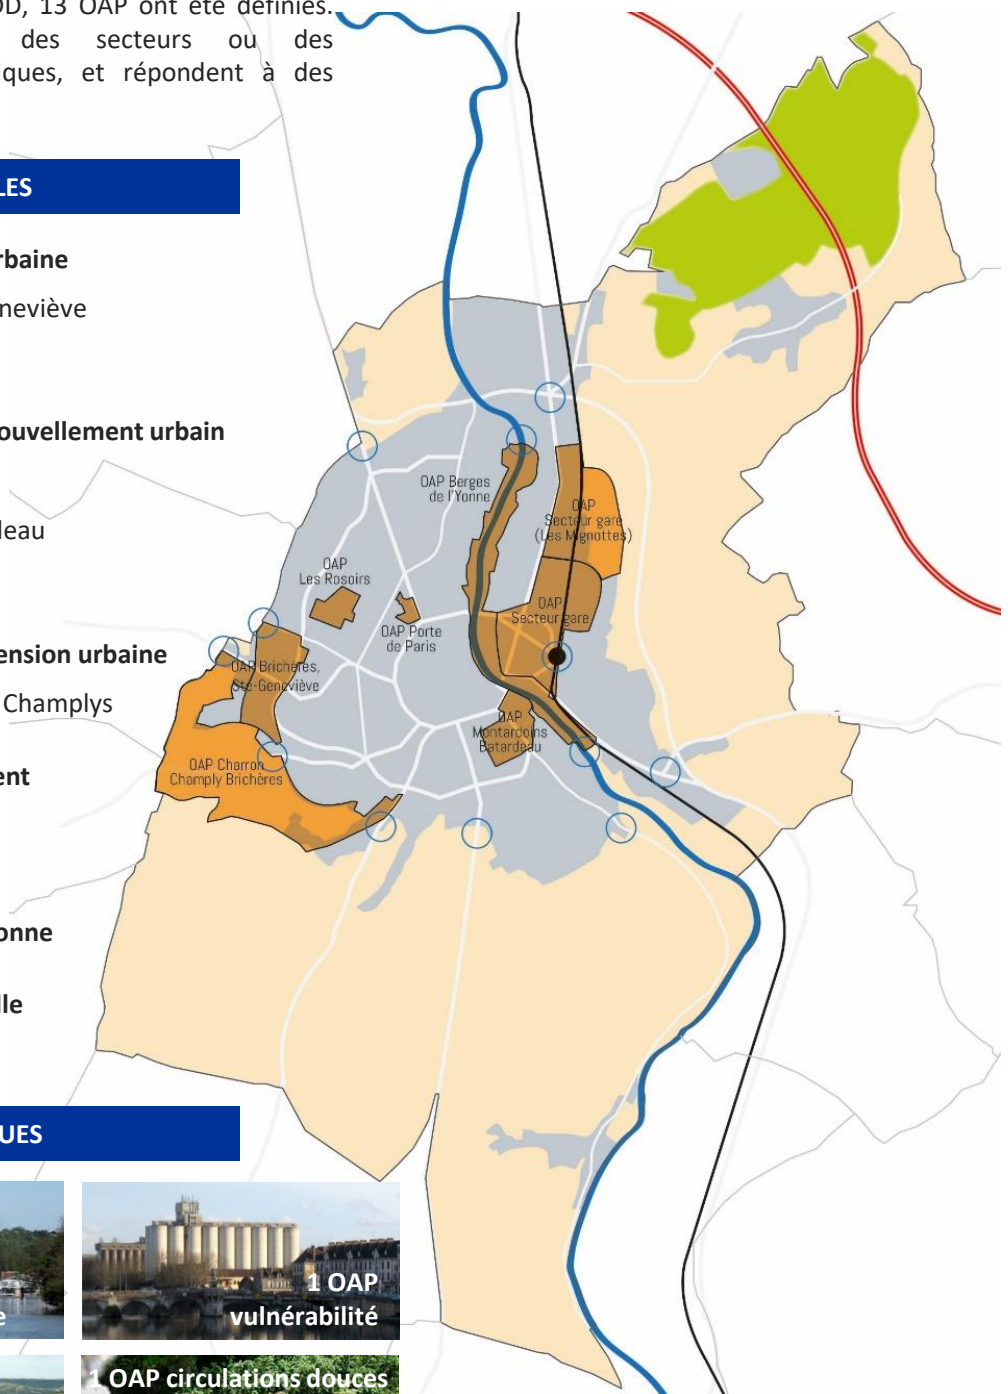 DD, 13 OAP ont été définies.
des secteurs ou des
iques, et répondent à des
LES
rbaine
neviève
ouvellement urbain
deau
ension urbaine
Champlys
ent
onne
lle
UES
e
1 OAP
vulnérabilité
1 OAP circulations douces
OAP Berges
de l'Yonne
OAP
Secteur gare
(Les Mignottes)
OAP
Les Rosoirs
OAP Porte
de Paris
OAP
Secteur gare
OAP Brichères,
Ste-Geneviève
OAP
Montardoins
Batardeau
OAP Charron
Champly Brichères